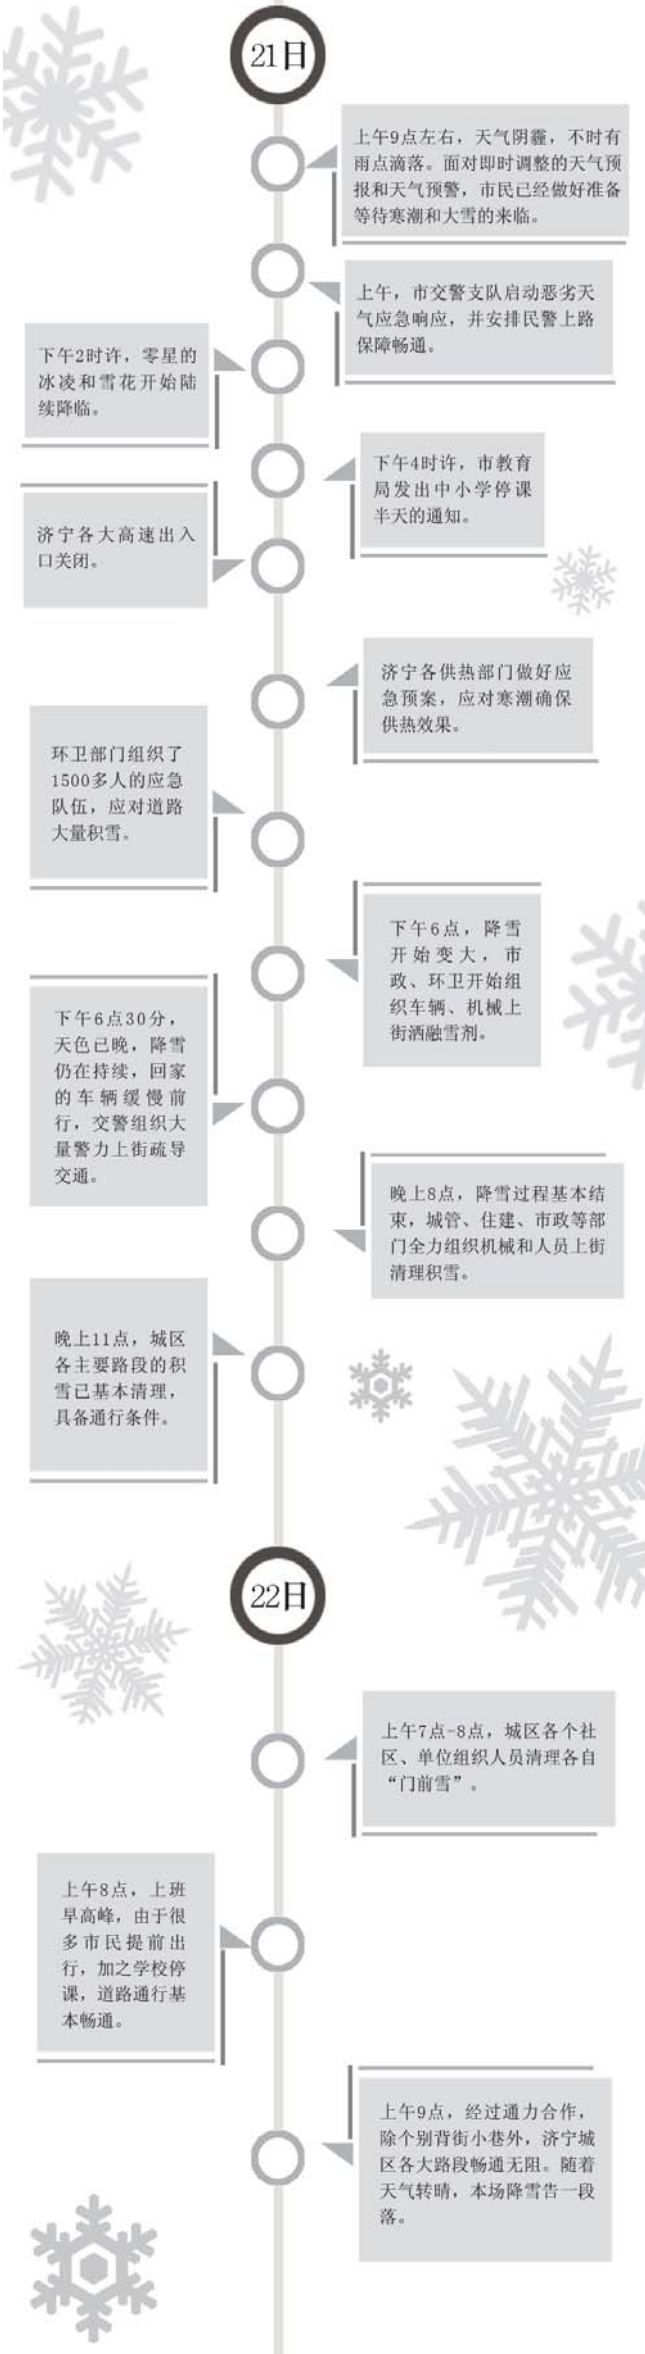 21日
上午9点左右，天气阴霾，不时有
雨点滴落。面对即时调整的天气预
报和天气预警，市民已经做好准备
等待寒潮和大雪的来临。
上午，市交警支队启动恶劣天
气应急响应，并安排民警上路
保障畅通。
下午2时许，零星的
冰凌和雪花开始陆
续降临。
下午4时许，市教育
局发出中小学停课
半天的通知。
济宁各大高速出入
口关闭。
济宁各供热部门做好应
急预案，应对寒潮确保
供热效果。
环卫部门组织了
1500多人的应急
队伍，应对道路
大量积雪。
下午6点，降雪
开始变大，市
政、环卫开始组
织车辆、机械上
街洒融雪剂。
下午6点30分，
天色已晚，降雪
仍在持续，回家
的车辆缓慢前
行，交警组织大
量警力上街疏导
交通。
晚上8点，降雪过程基本结
束，城管、住建、市政等部
门全力组织机械和人员上街
清理积雪。
晚上11点，城区
各主要路段的积
雪已基本清理，
具备通行条件。
22日
上午7点-8点，城区各个社
区、单位组织人员清理各自
“门前雪”。
上午8点，上班
早高峰，由于很
多市民提前出
行，加之学校停
课，道路通行基
本畅通。
上午9点，经过通力合作，
除个别背街小巷外，济宁城
区各大路段畅通无阻。随着
天气转晴，本场降雪告一段
落。